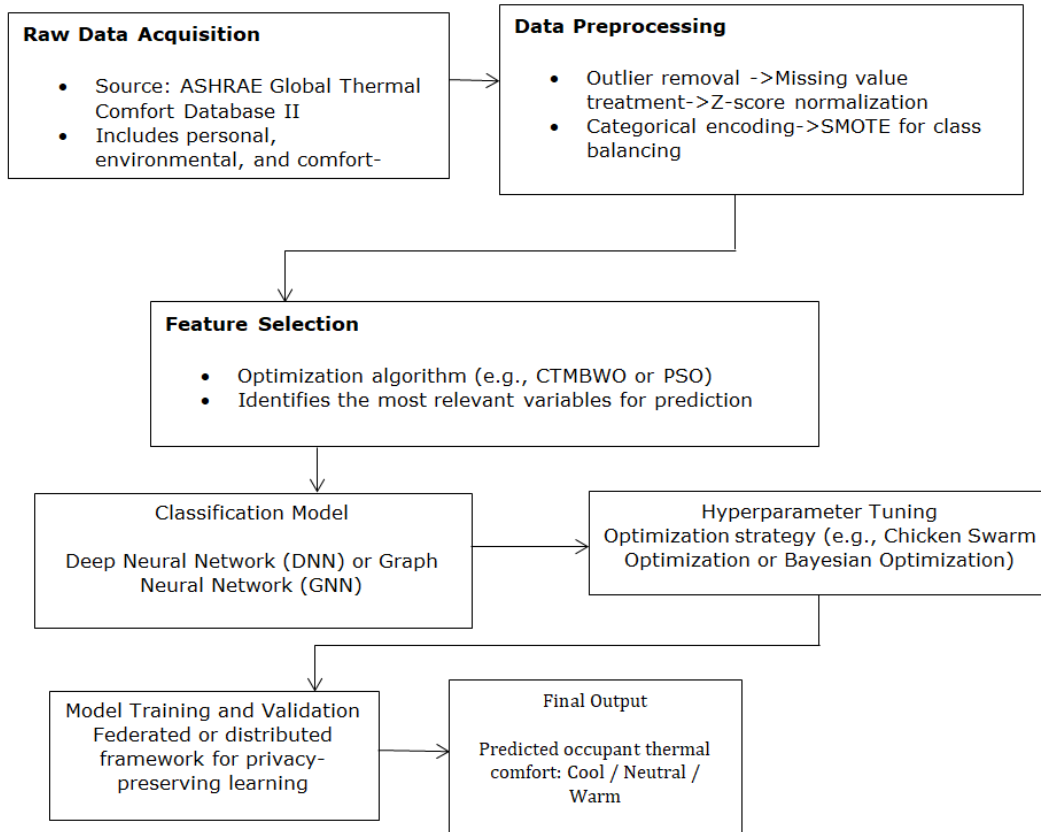 Raw Data Acquisition
• Source: ASHRAE Global Thermal
Comfort Database II
• Includes personal,
environmental, and comfort-
Data Preprocessing
• Outlier removal ->Missing value
treatment->Z-score normalization
• Categorical encoding->SMOTE for class
balancing
Feature Selection
• Optimization algorithm (e.g., CTMBWO or PSO)
• Identifies the most relevant variables for prediction
Classification Model
Deep Neural Network (DNN) or Graph
Neural Network (GNN)
Hyperparameter Tuning
Optimization strategy (e.g., Chicken Swarm
Optimization or Bayesian Optimization)
Model Training and Validation
Federated or distributed
framework for privacy-
preserving learning
Final Output
Predicted occupant thermal
comfort: Cool / Neutral /
Warm